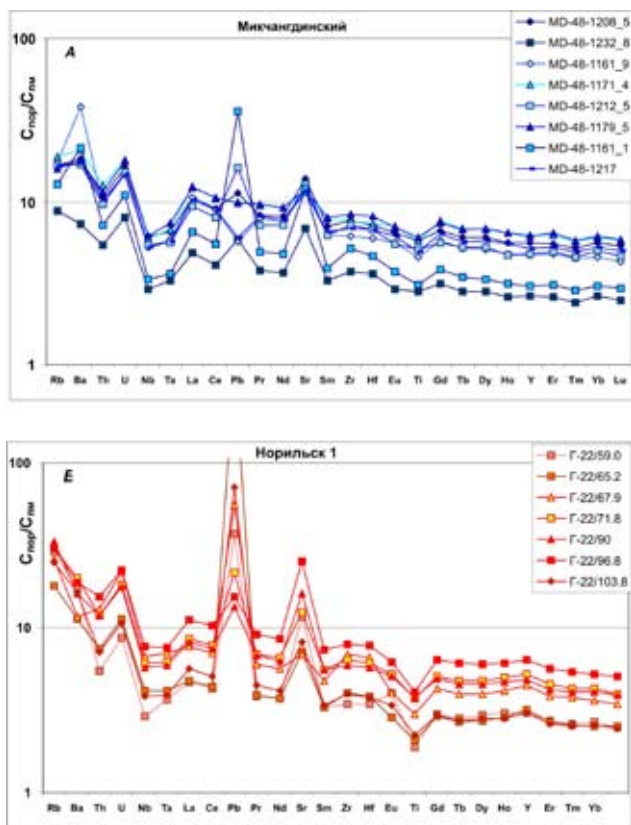 Микчангдинский
А
100
10
1
Cпор/Cпм
MD-48-1208_5
MD-48-1232_8
MD-48-1161_9
MD-48-1171_4
MD-48-1212_5
MD-48-1179_5
MD-48-1161_1
MD-48-1217
Rb Ba Th U Nb Ta La Ce Pb Pr Nd Sr Sm Zr Hf Eu Ti Gd Tb Dy Ho Y Er Tm Yb Lu
Норильск 1
Е
100
10
1
Cпор/Cпм
Г-22/59.0
Г-22/65.2
Г-22/67.9
Г-22/71.8
Г-22/90
Г-22/96.8
Г-22/103.8
Rb Ba Th U Nb Ta La Ce Pb Pr Nd Sr Sm Zr Hf Eu Ti Gd Tb Dy Ho Y Er Tm Yb